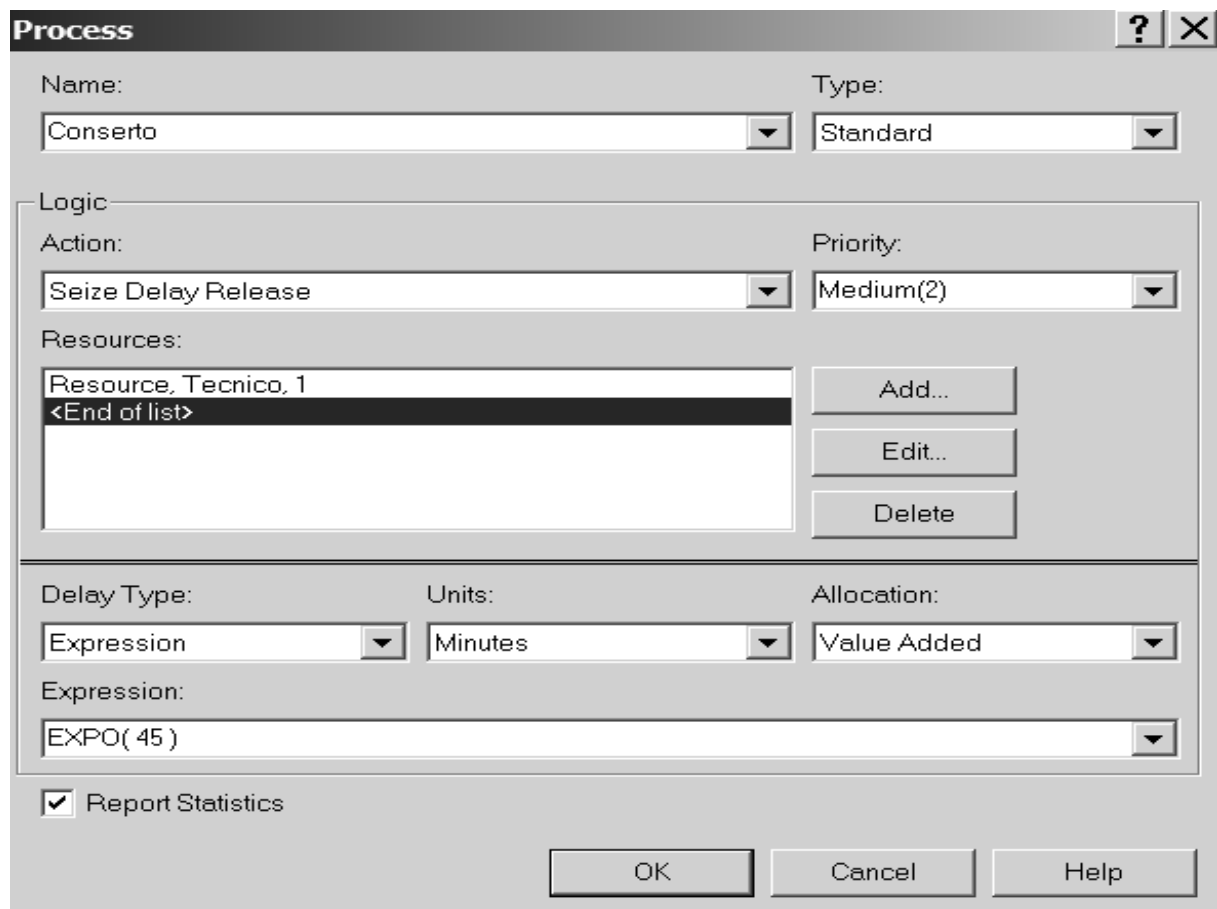 Process
Name: Type:
Conserto Standard
Logic
Action: Priority:
Seize Delay Release Medium(2)
Resources:
Resource, Tecnico, 1
<End of list>
Add...
Edit...
Delete
Delay Type: Units: Allocation:
Expression Minutes Value Added
Expression:
EXPO( 45 )
Report Statistics
OK Cancel Help